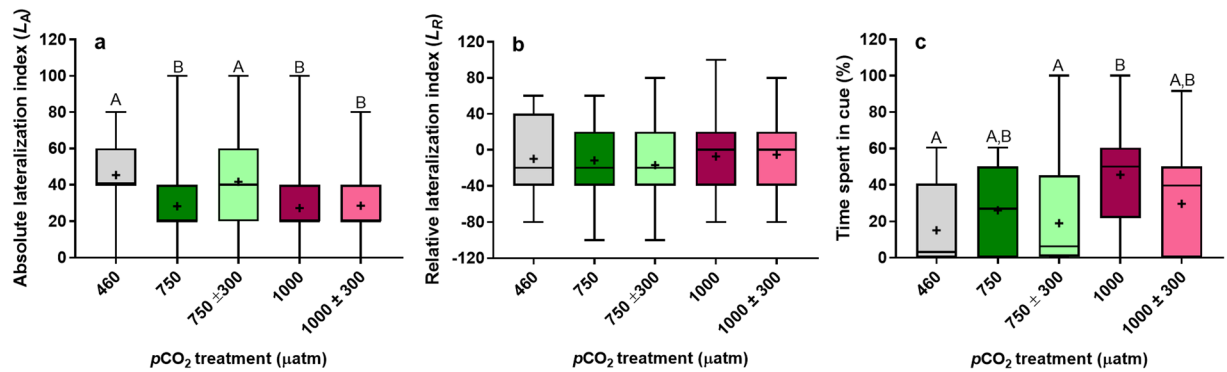 a
Absolute lateralization index (LA)
120
100
80
60
40
20
0
A
B
A
B
B
460
750
750 ±300
1000
1000 ± 300
pCO2 treatment (μatm)
b
Relative lateralization index (LR)
120
80
40
0
-40
-80
-120
460
750
750 ±300
1000
1000 ± 300
pCO2 treatment (μatm)
c
Time spent in cue (%)
120
100
80
60
40
20
0
A
A,B
A
B
A,B
460
750
750 ± 300
1000
1000 ± 300
pCO2 treatment (μatm)